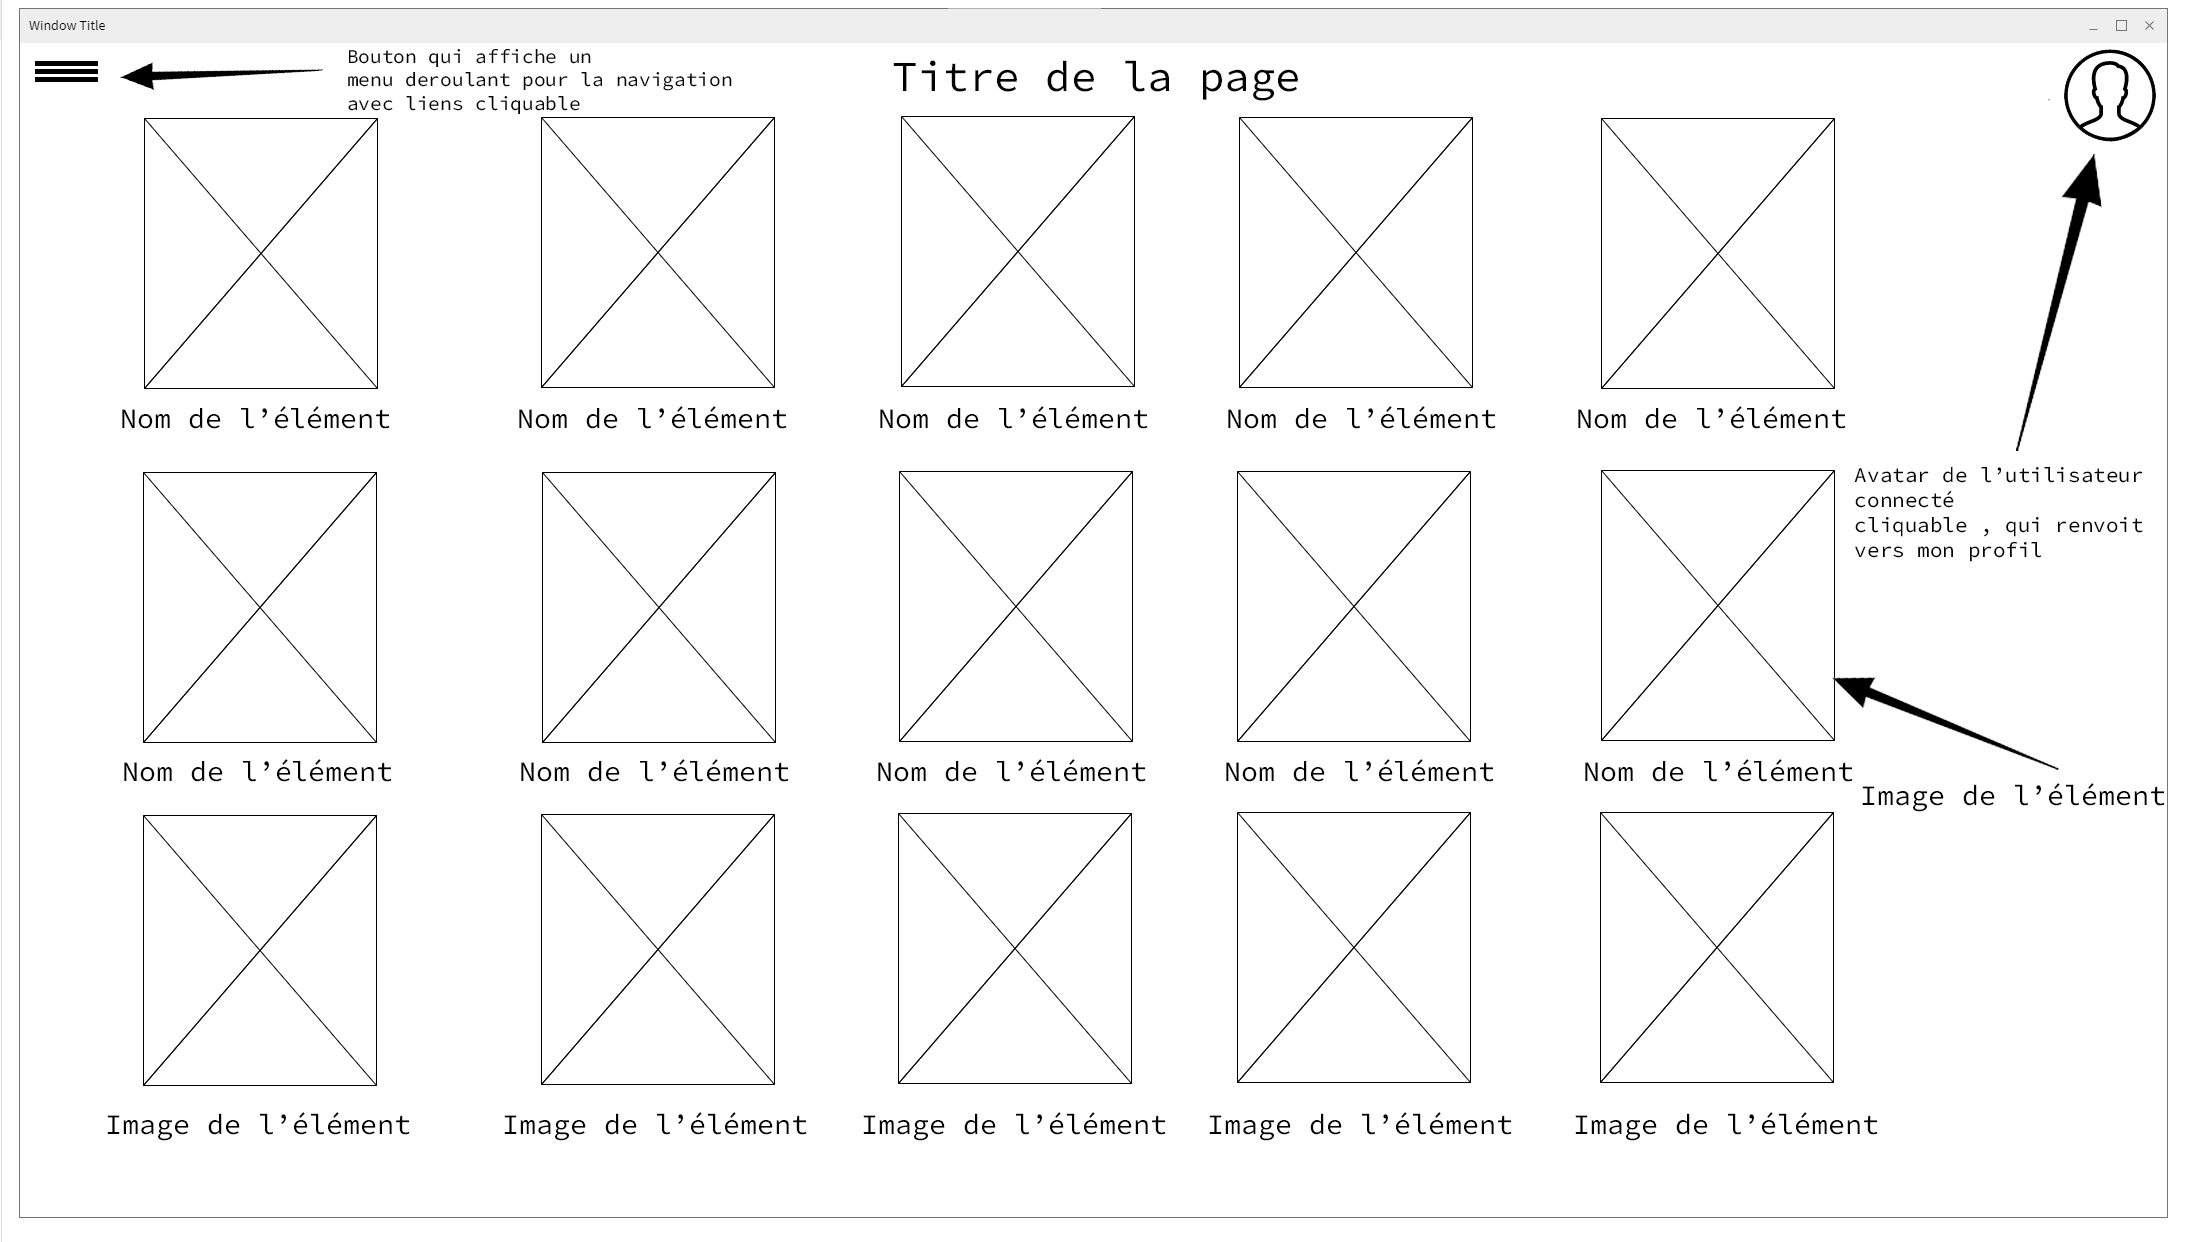 Window Title
Bouton qui affiche un
menu deroulant pour la navigation
avec liens cliquable
Titre de la page
Nom de l’élément
Nom de l’élément
Nom de l’élément
Nom de l’élément
Nom de l’élément
Avatar de l’utilisateur
connecté
cliquable , qui renvoit
vers mon profil
Nom de l’élément
Nom de l’élément
Nom de l’élément
Nom de l’élément
Nom de l’élément
Image de l’élément
Image de l’élément
Image de l’élément
Image de l’élément
Image de l’élément
Image de l’élément